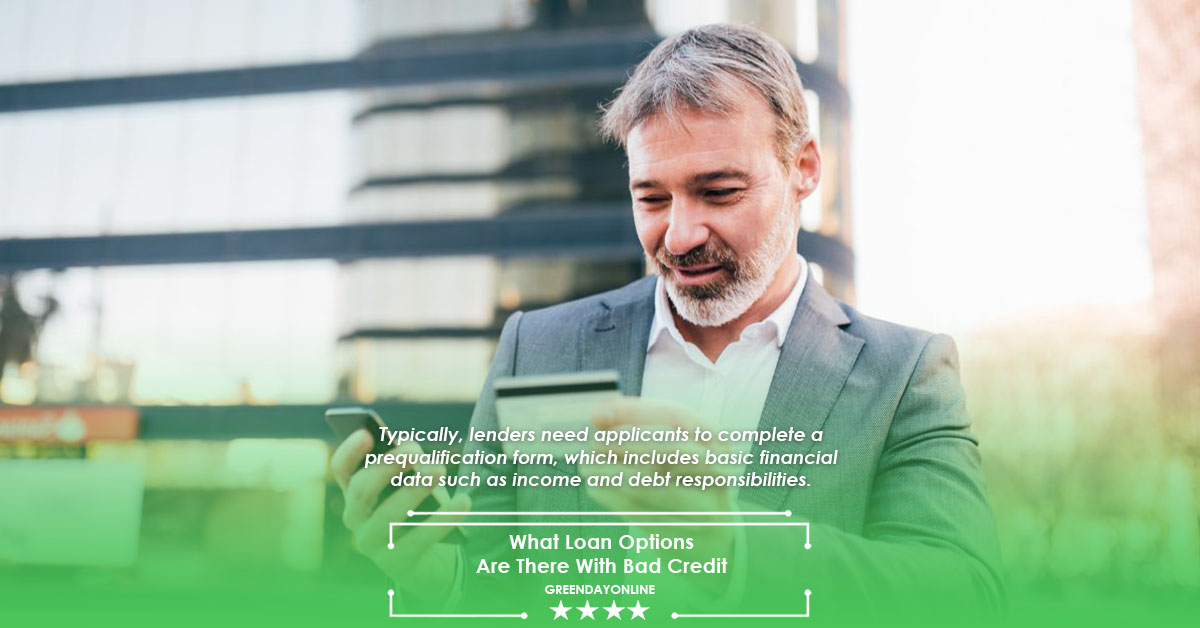 Typically, lenders need applicants to complete a
prequalification form, which includes basic financial
data such as income and debt responsibilities.
What Loan Options
Are There With Bad Credit
GREENDAYONLINE